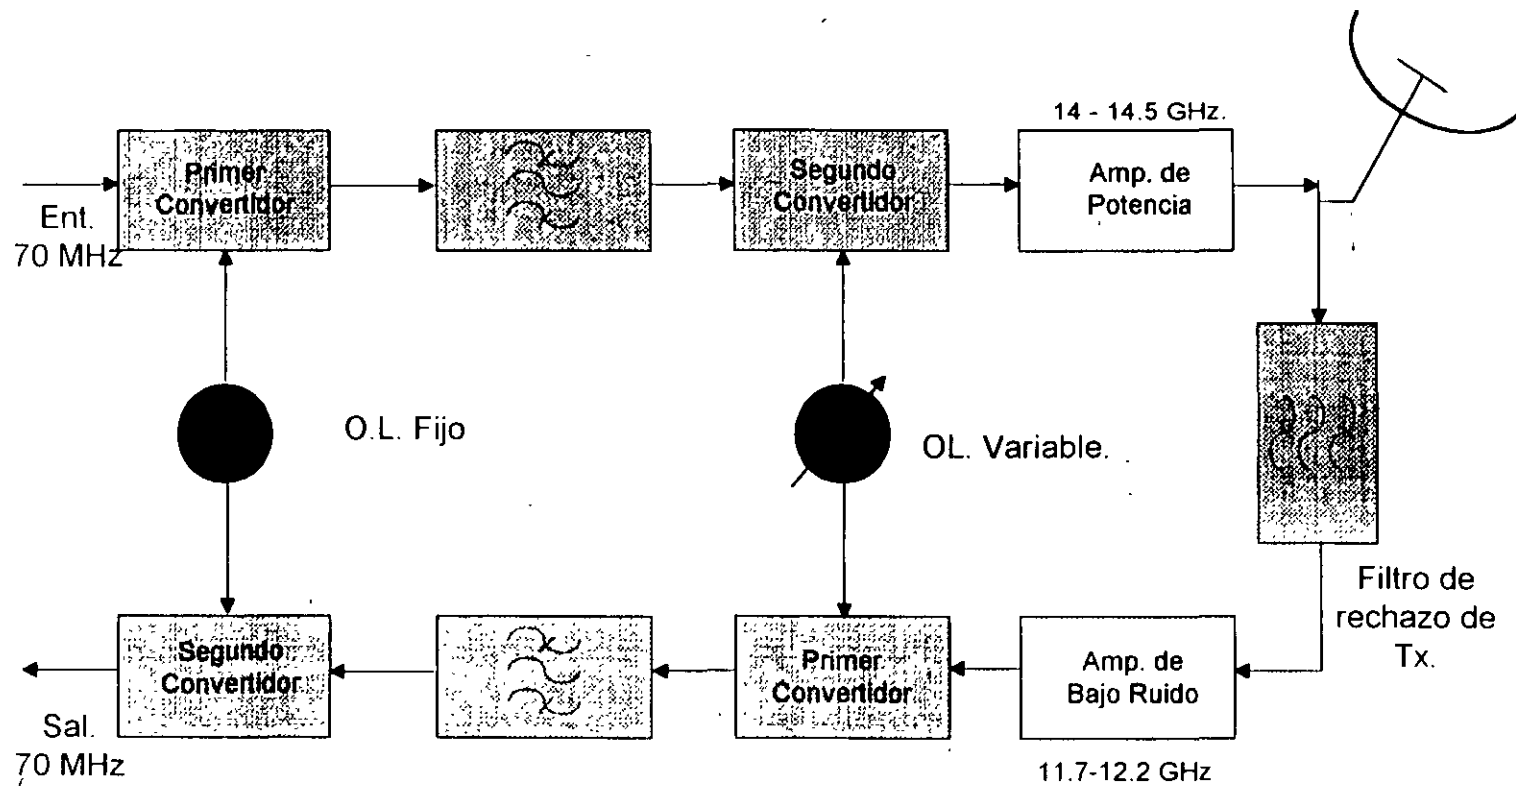 14 - 14.5 GHz.
Primer
Convertidor
Segundo
Convertidor
Amp. de
Potencia
Ent.
70 MHz
O.L. Fijo
OL. Variable.
Filtro de
rechazo de
Tx.
Segundo
Convertidor
Primer
Convertidor
Amp. de
Bajo Ruido
Sal.
70 MHz
11.7-12.2 GHz